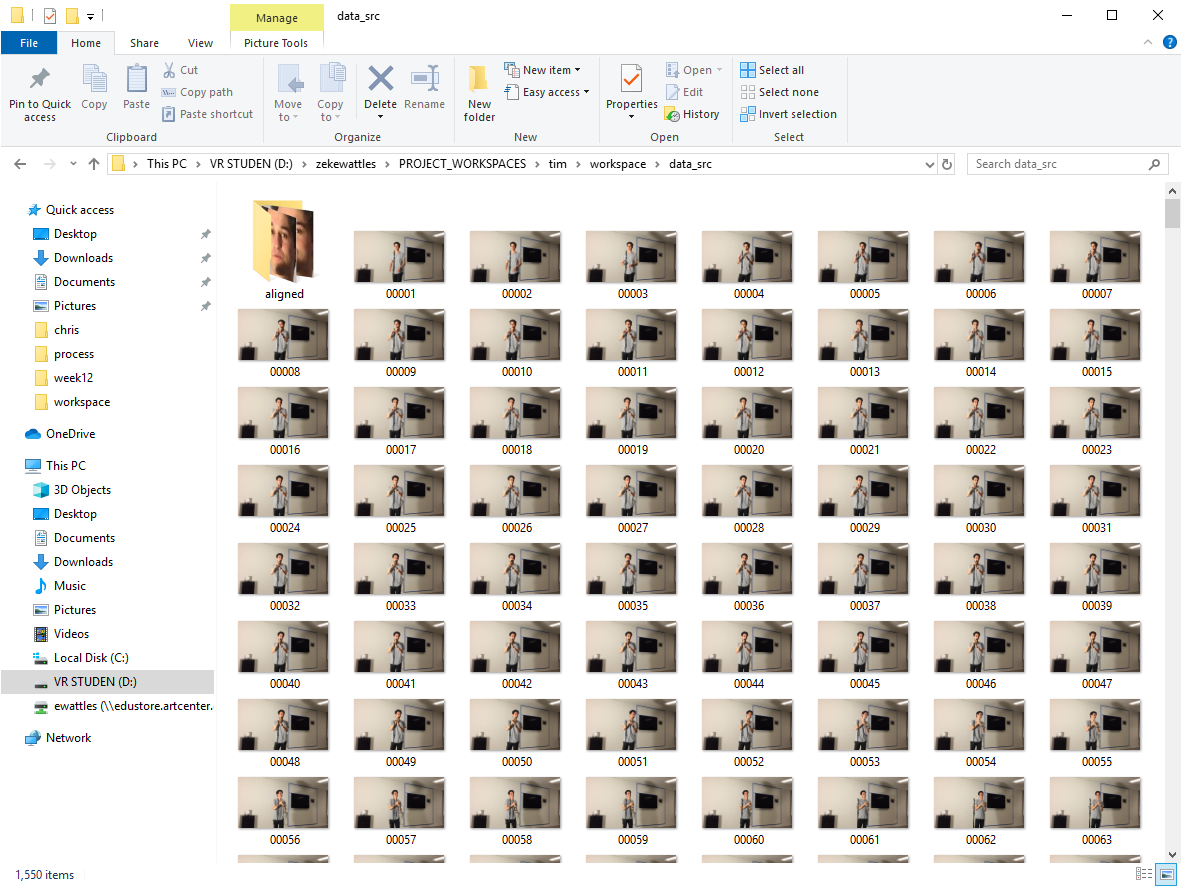 Manage
data_src
File
Home
Share
View
Picture Tools
Pin to Quick access
Copy
Paste
Cut
Copy path
Paste shortcut
Clipboard
Move to
Copy to
Delete
Rename
Organize
New folder
New item
Easy access
New
Properties
Open
Edit
History
Open
Select all
Select none
Invert selection
Select
This PC > VR STUDEN (D:) > zekewattles > PROJECT_WORKSPACES > tim > workspace > data_src
Search data_src
Quick access
Desktop
Downloads
Documents
Pictures
chris
process
week12
workspace
OneDrive
This PC
3D Objects
Desktop
Documents
Downloads
Music
Pictures
Videos
Local Disk (C:)
VR STUDEN (D:)
ewattles (\\edustore.artcenter.
Network
aligned 00001 00002 00003 00004 00005 00006 00007
00008 00009 00010 00011 00012 00013 00014 00015
00016 00017 00018 00019 00020 00021 00022 00023
00024 00025 00026 00027 00028 00029 00030 00031
00032 00033 00034 00035 00036 00037 00038 00039
00040 00041 00042 00043 00044 00045 00046 00047
00048 00049 00050 00051 00052 00053 00054 00055
00056 00057 00058 00059 00060 00061 00062 00063
1,550 items